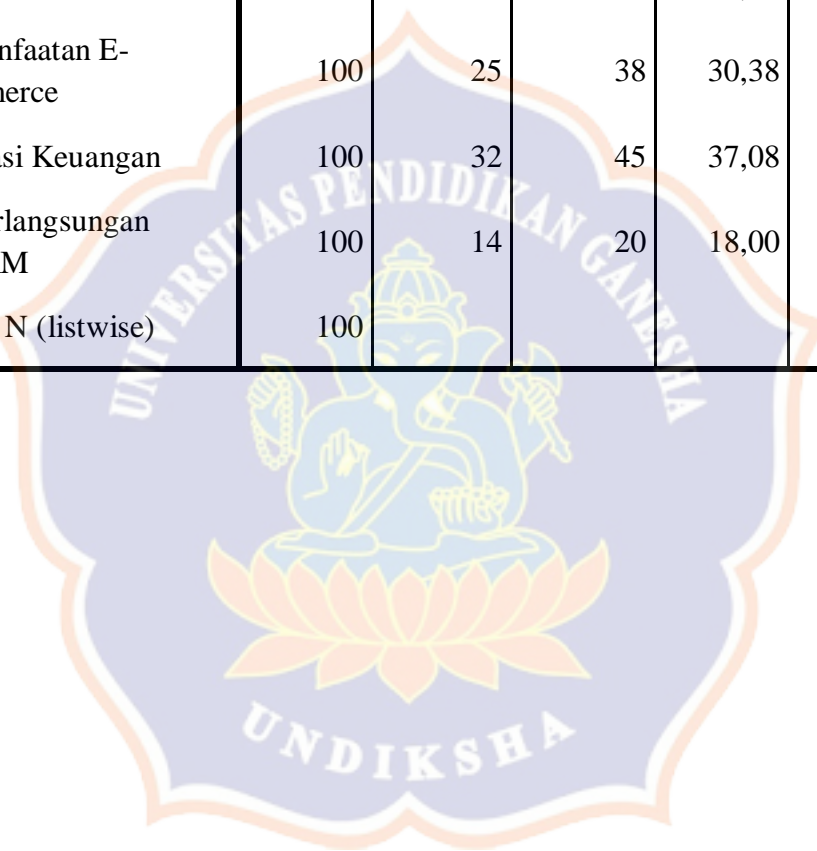 nfaatan E-
nerce 100 25 38 30,38
asi Keuangan 100 32 45 37,08
rlangsungan
M 100 14 20 18,00
N (listwise) 100
UNIVERSITAS PENDIDIKAN GANESHA
UNDIKSHA